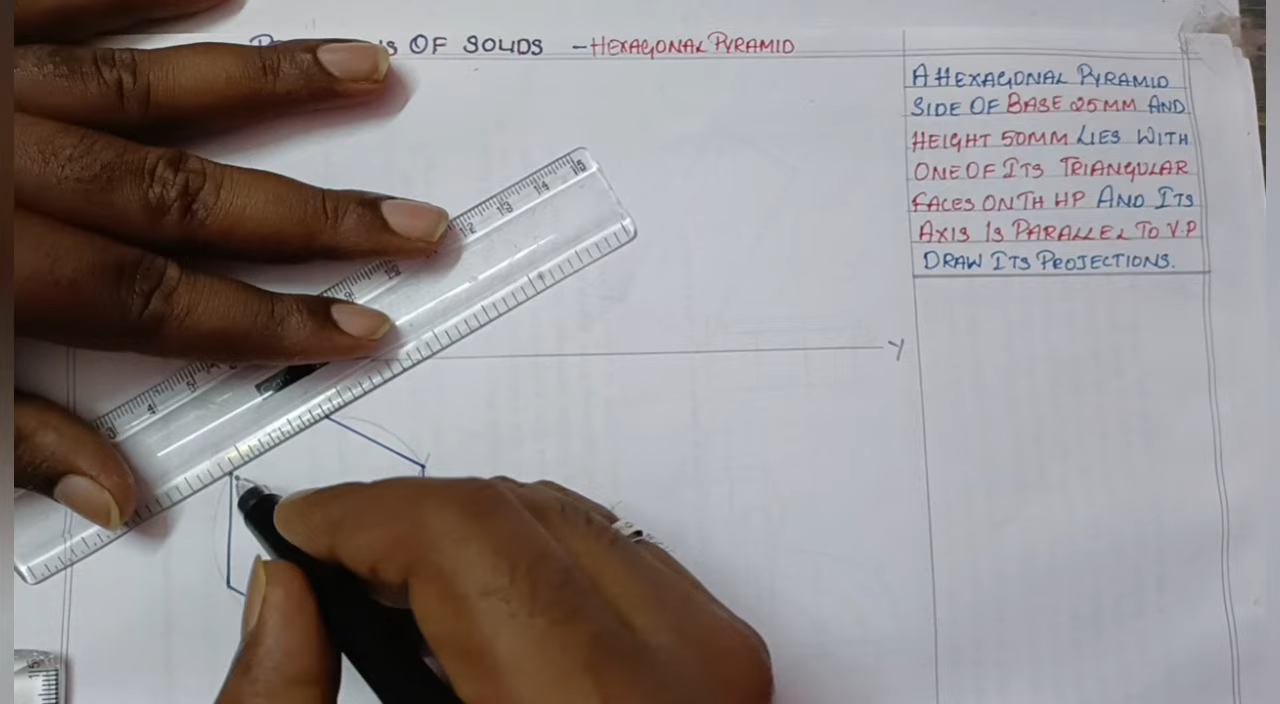 OF SOLIDS - HEXAGONAL PYRAMID
A HEXAGONAL PYRAMID
SIDE OF BASE 25MM AND
HEIGHT 50MM LIES WITH
ONE OF ITS TRIANGULAR
FACES ON TH HP AND ITS
AXIS IS PARALLEL TO V.P
DRAW ITS PROJECTIONS.
Y